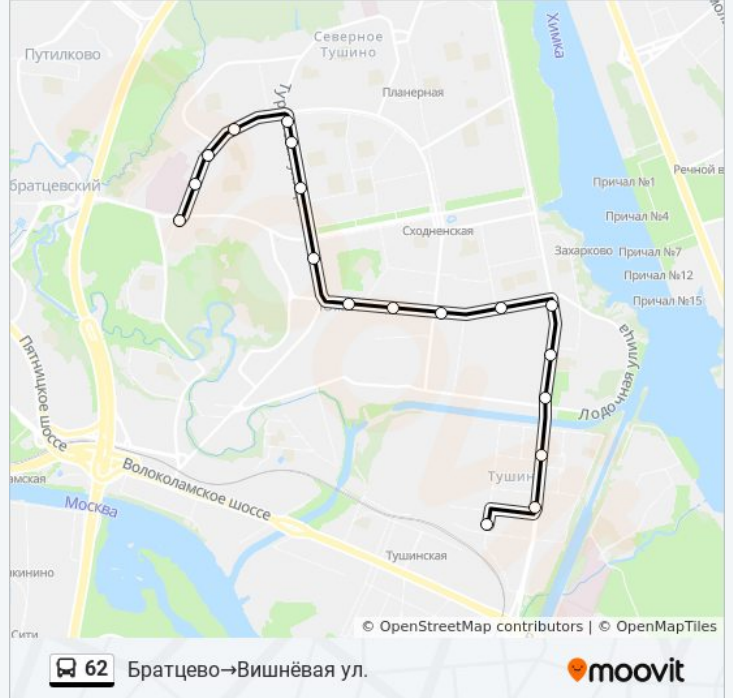 Химка
Северное
Тушино
Путилково
Планерная
братцевский
Речной в
Причал №1
Причал №4
Сходненская
Захарково
Причал №7
Причал №12
Причал №15
Лодочная улица
Пятницкое шоссе
Волоколамское шоссе
амская
Москва
Тушин
Тушинская
нкинино
Сити
© OpenStreetMap contributors | © OpenMapTiles
62 Братцево→Вишнёвая ул.
moovit